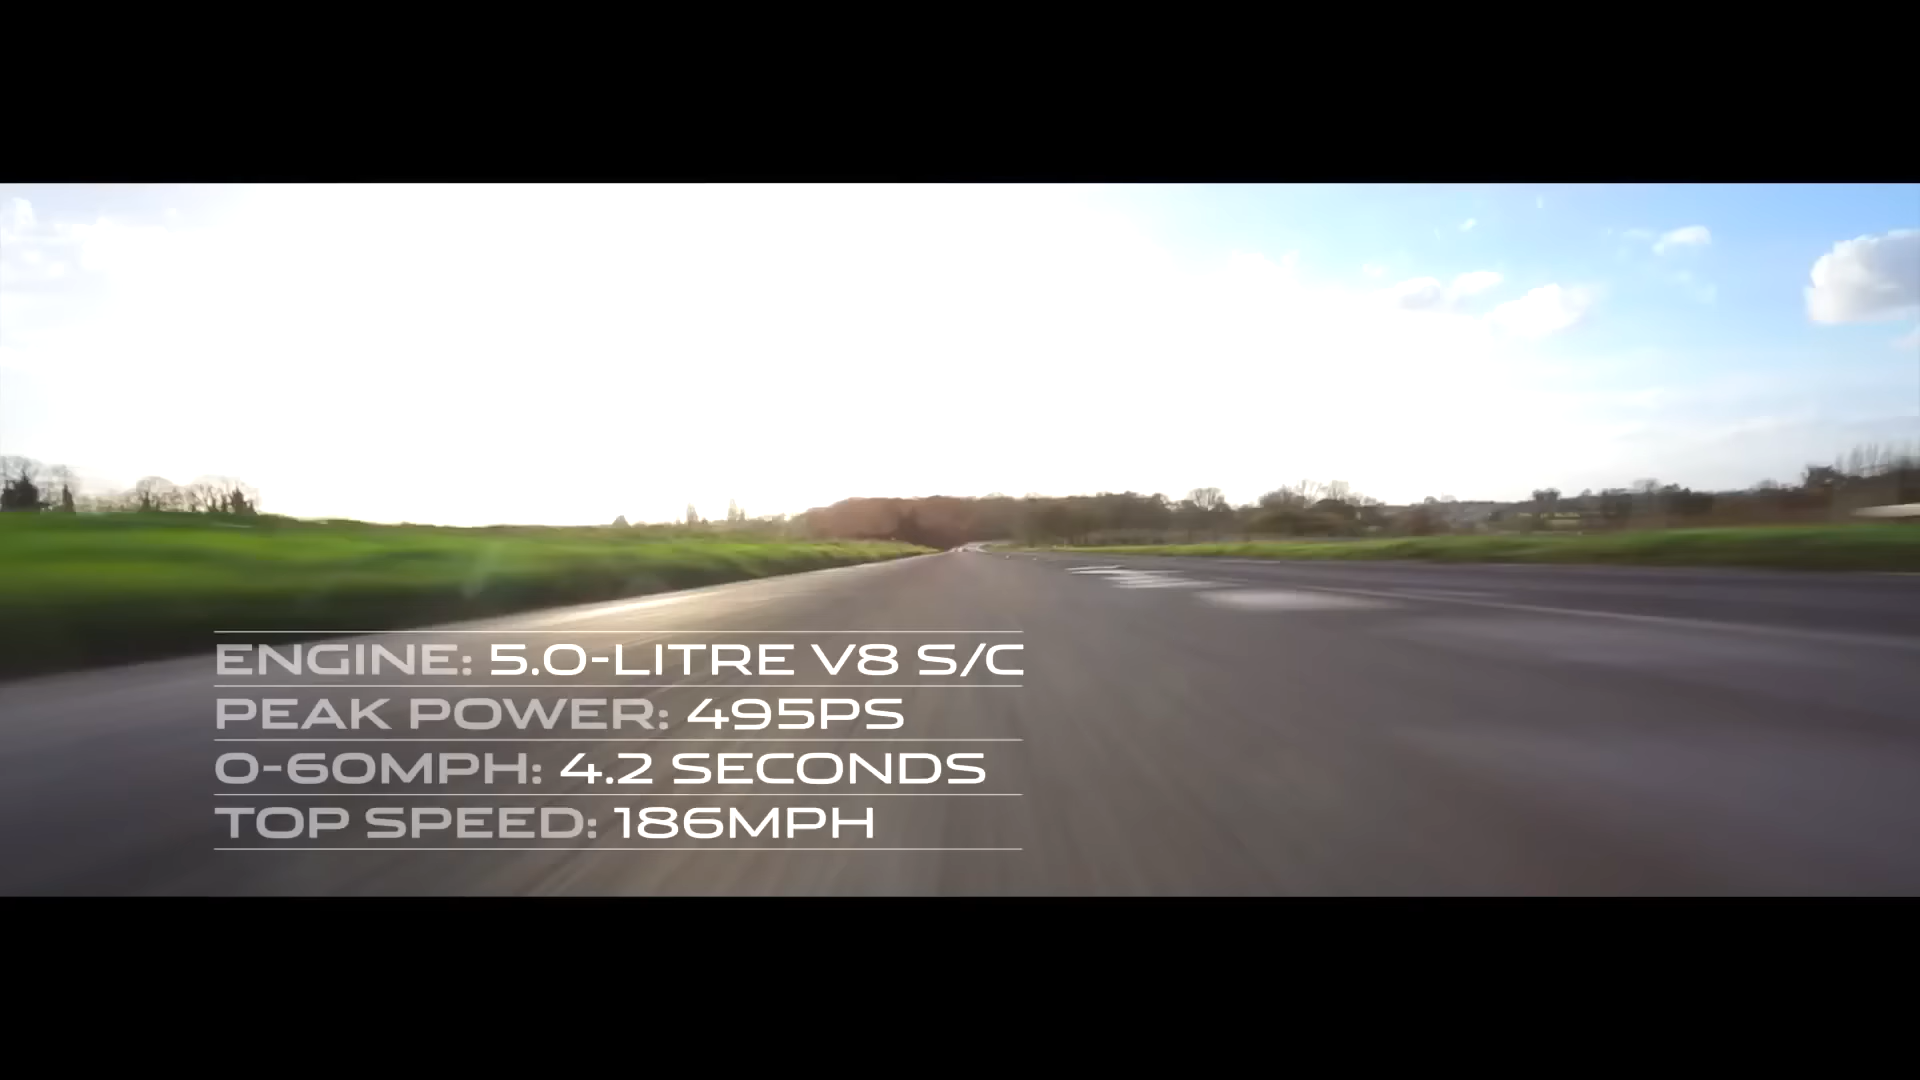 ENGINE: 5.0-LITRE V8 S/C
PEAK POWER: 495PS
0-60MPH: 4.2 SECONDS
TOP SPEED: 186MPH